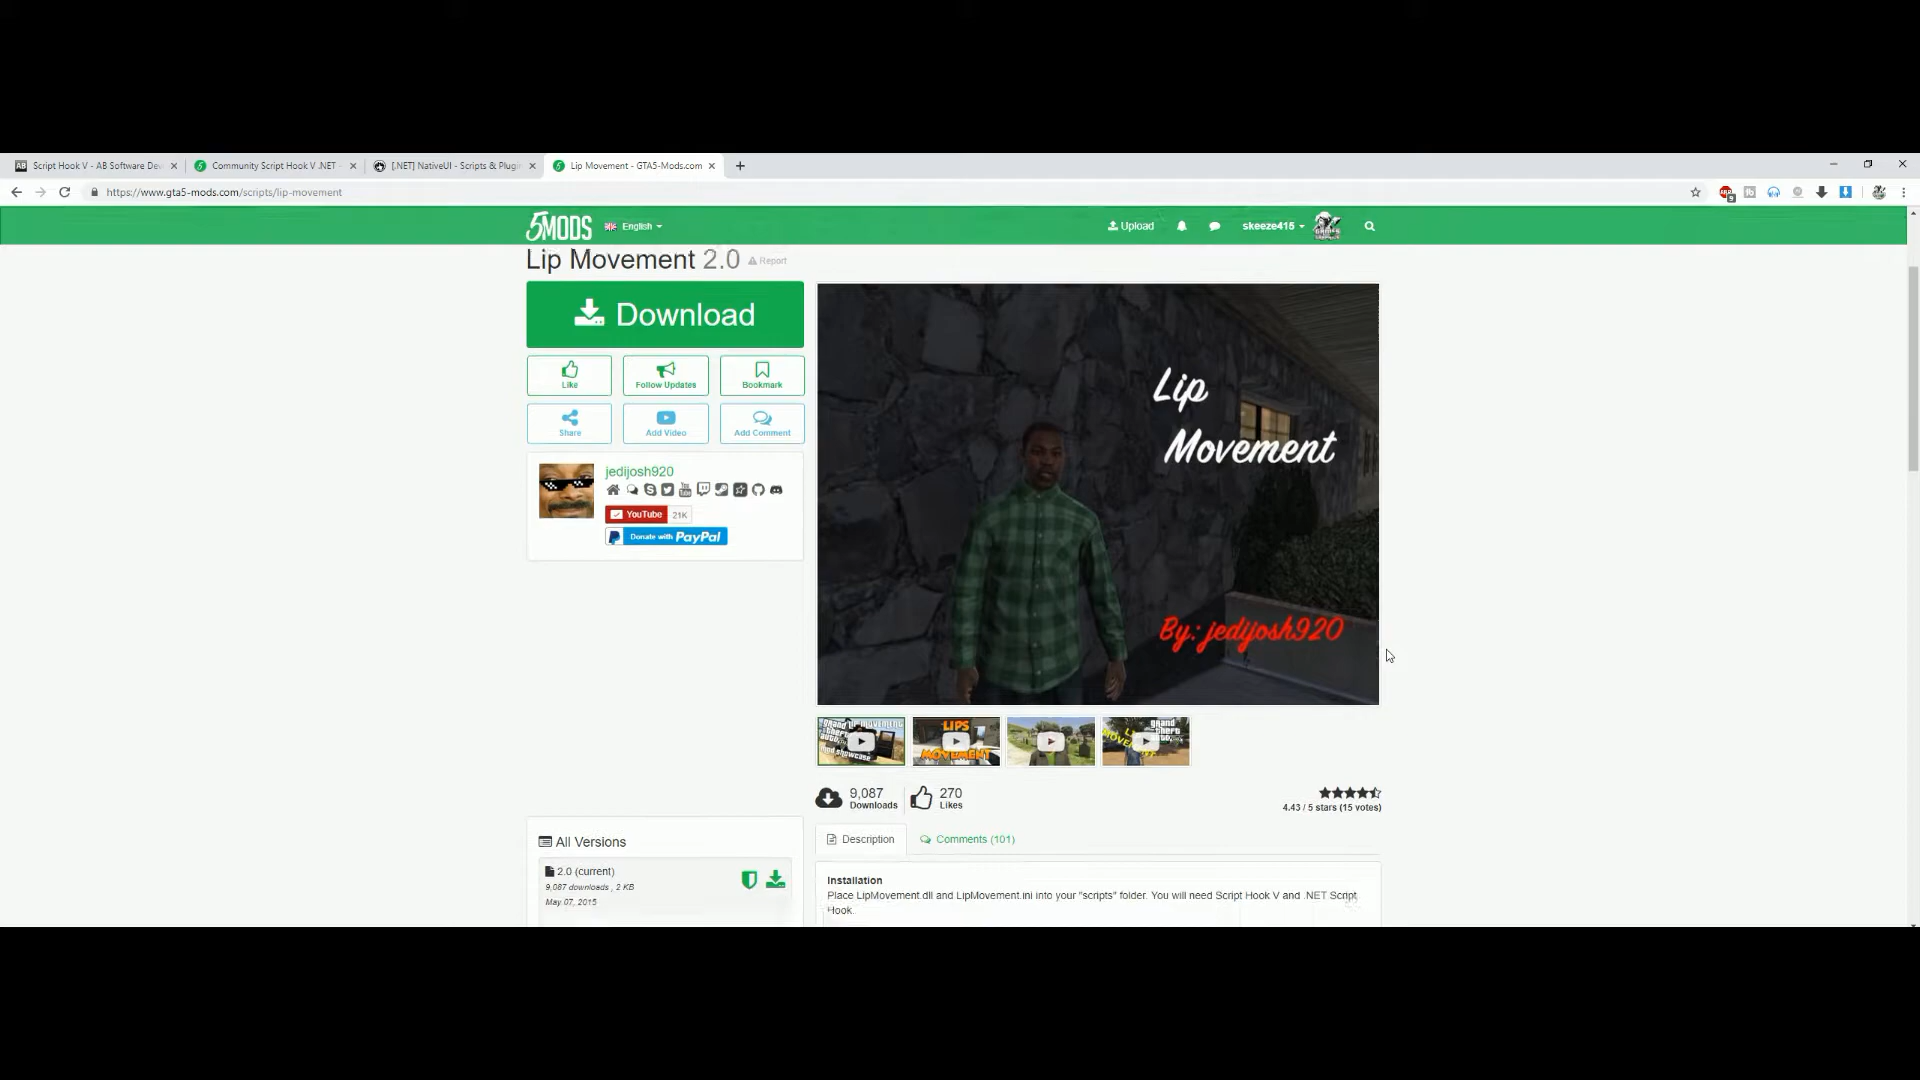 Script Hook V - AB Software Dev
Community Script Hook V .NET -
[.NET] NativeUI - Scripts & Plugin
Lip Movement - GTA5-Mods.com
https://www.gta5-mods.com/scripts/lip-movement
5MODS
English
Upload
skeeze415
Lip Movement 2.0
Report
Download
Like
Follow Updates
Bookmark
Share
Add Video
Add Comment
jedijosh920
YouTube 21K
Donate with PayPal
Lip
Movement
By: jedijosh920
LIPS
MOVEMENT
9,087
Downloads
270
Likes
4.43 / 5 stars (15 votes)
All Versions
2.0 (current)
9,087 downloads , 2 KB
May 07, 2015
Description
Comments (101)
Installation
Place LipMovement.dll and LipMovement.ini into your "scripts" folder. You will need Script Hook V and .NET Script
Hook.